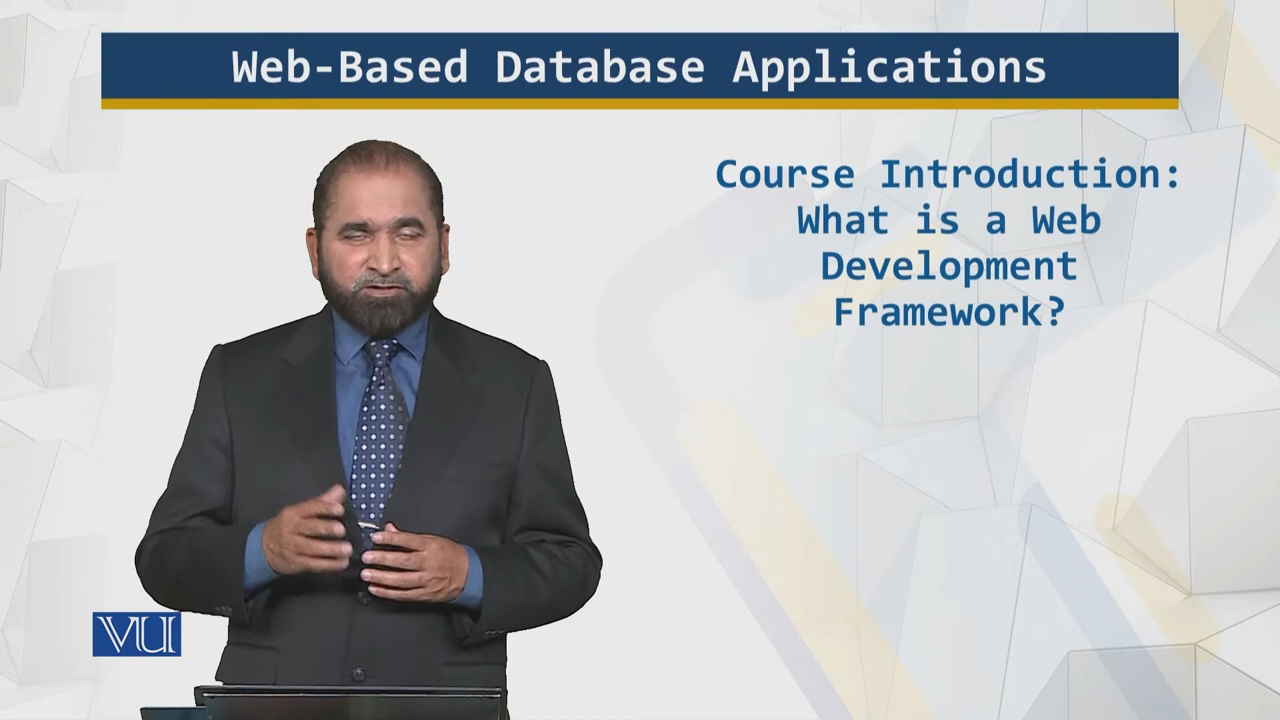 Web-Based Database Applications
Course Introduction:
What is a Web
Development
Framework?
VU